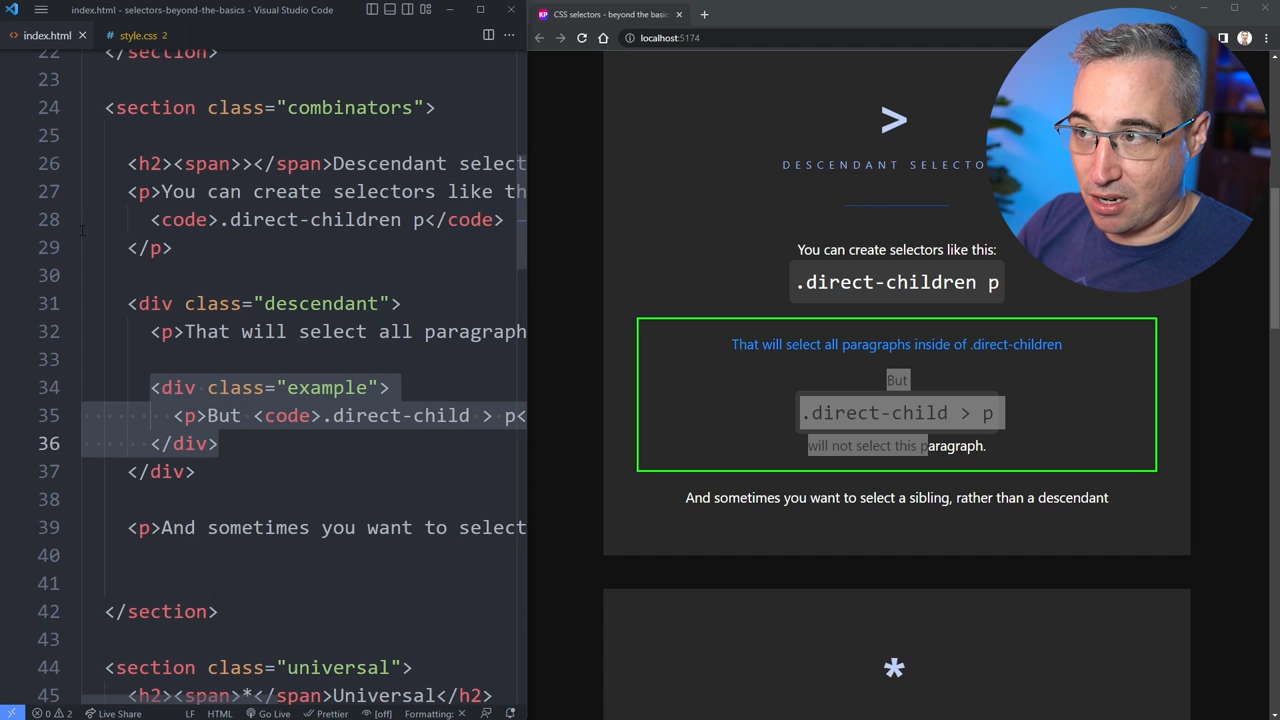 index.html - selectors-beyond-the-basics - Visual Studio Code
index.html
style.css 2
22 </section>
23
24 <section class="combinators">
25
26 <h2><span>></span>Descendant select
27 <p>You can create selectors like th
28 <code>.direct-children p</code>
29 </p>
30
31 <div class="descendant">
32 <p>That will select all paragraph
33
34 <div class="example">
35 <p>But <code>.direct-child > p<
36 </div>
37 </div>
38
39 <p>And sometimes you want to select
40
41
42 </section>
43
44 <section class="universal">
45 <h2><span>*</span>Universal</h2>
0 2
Live Share
LF
HTML
Go Live
Prettier
[off]
Formatting: ×
KP CSS selectors - beyond the basic
localhost:5174
>
DESCENDANT SELECTO
You can create selectors like this:
.direct-children p
That will select all paragraphs inside of .direct-children
But
.direct-child > p
will not select this paragraph.
And sometimes you want to select a sibling, rather than a descendant
*